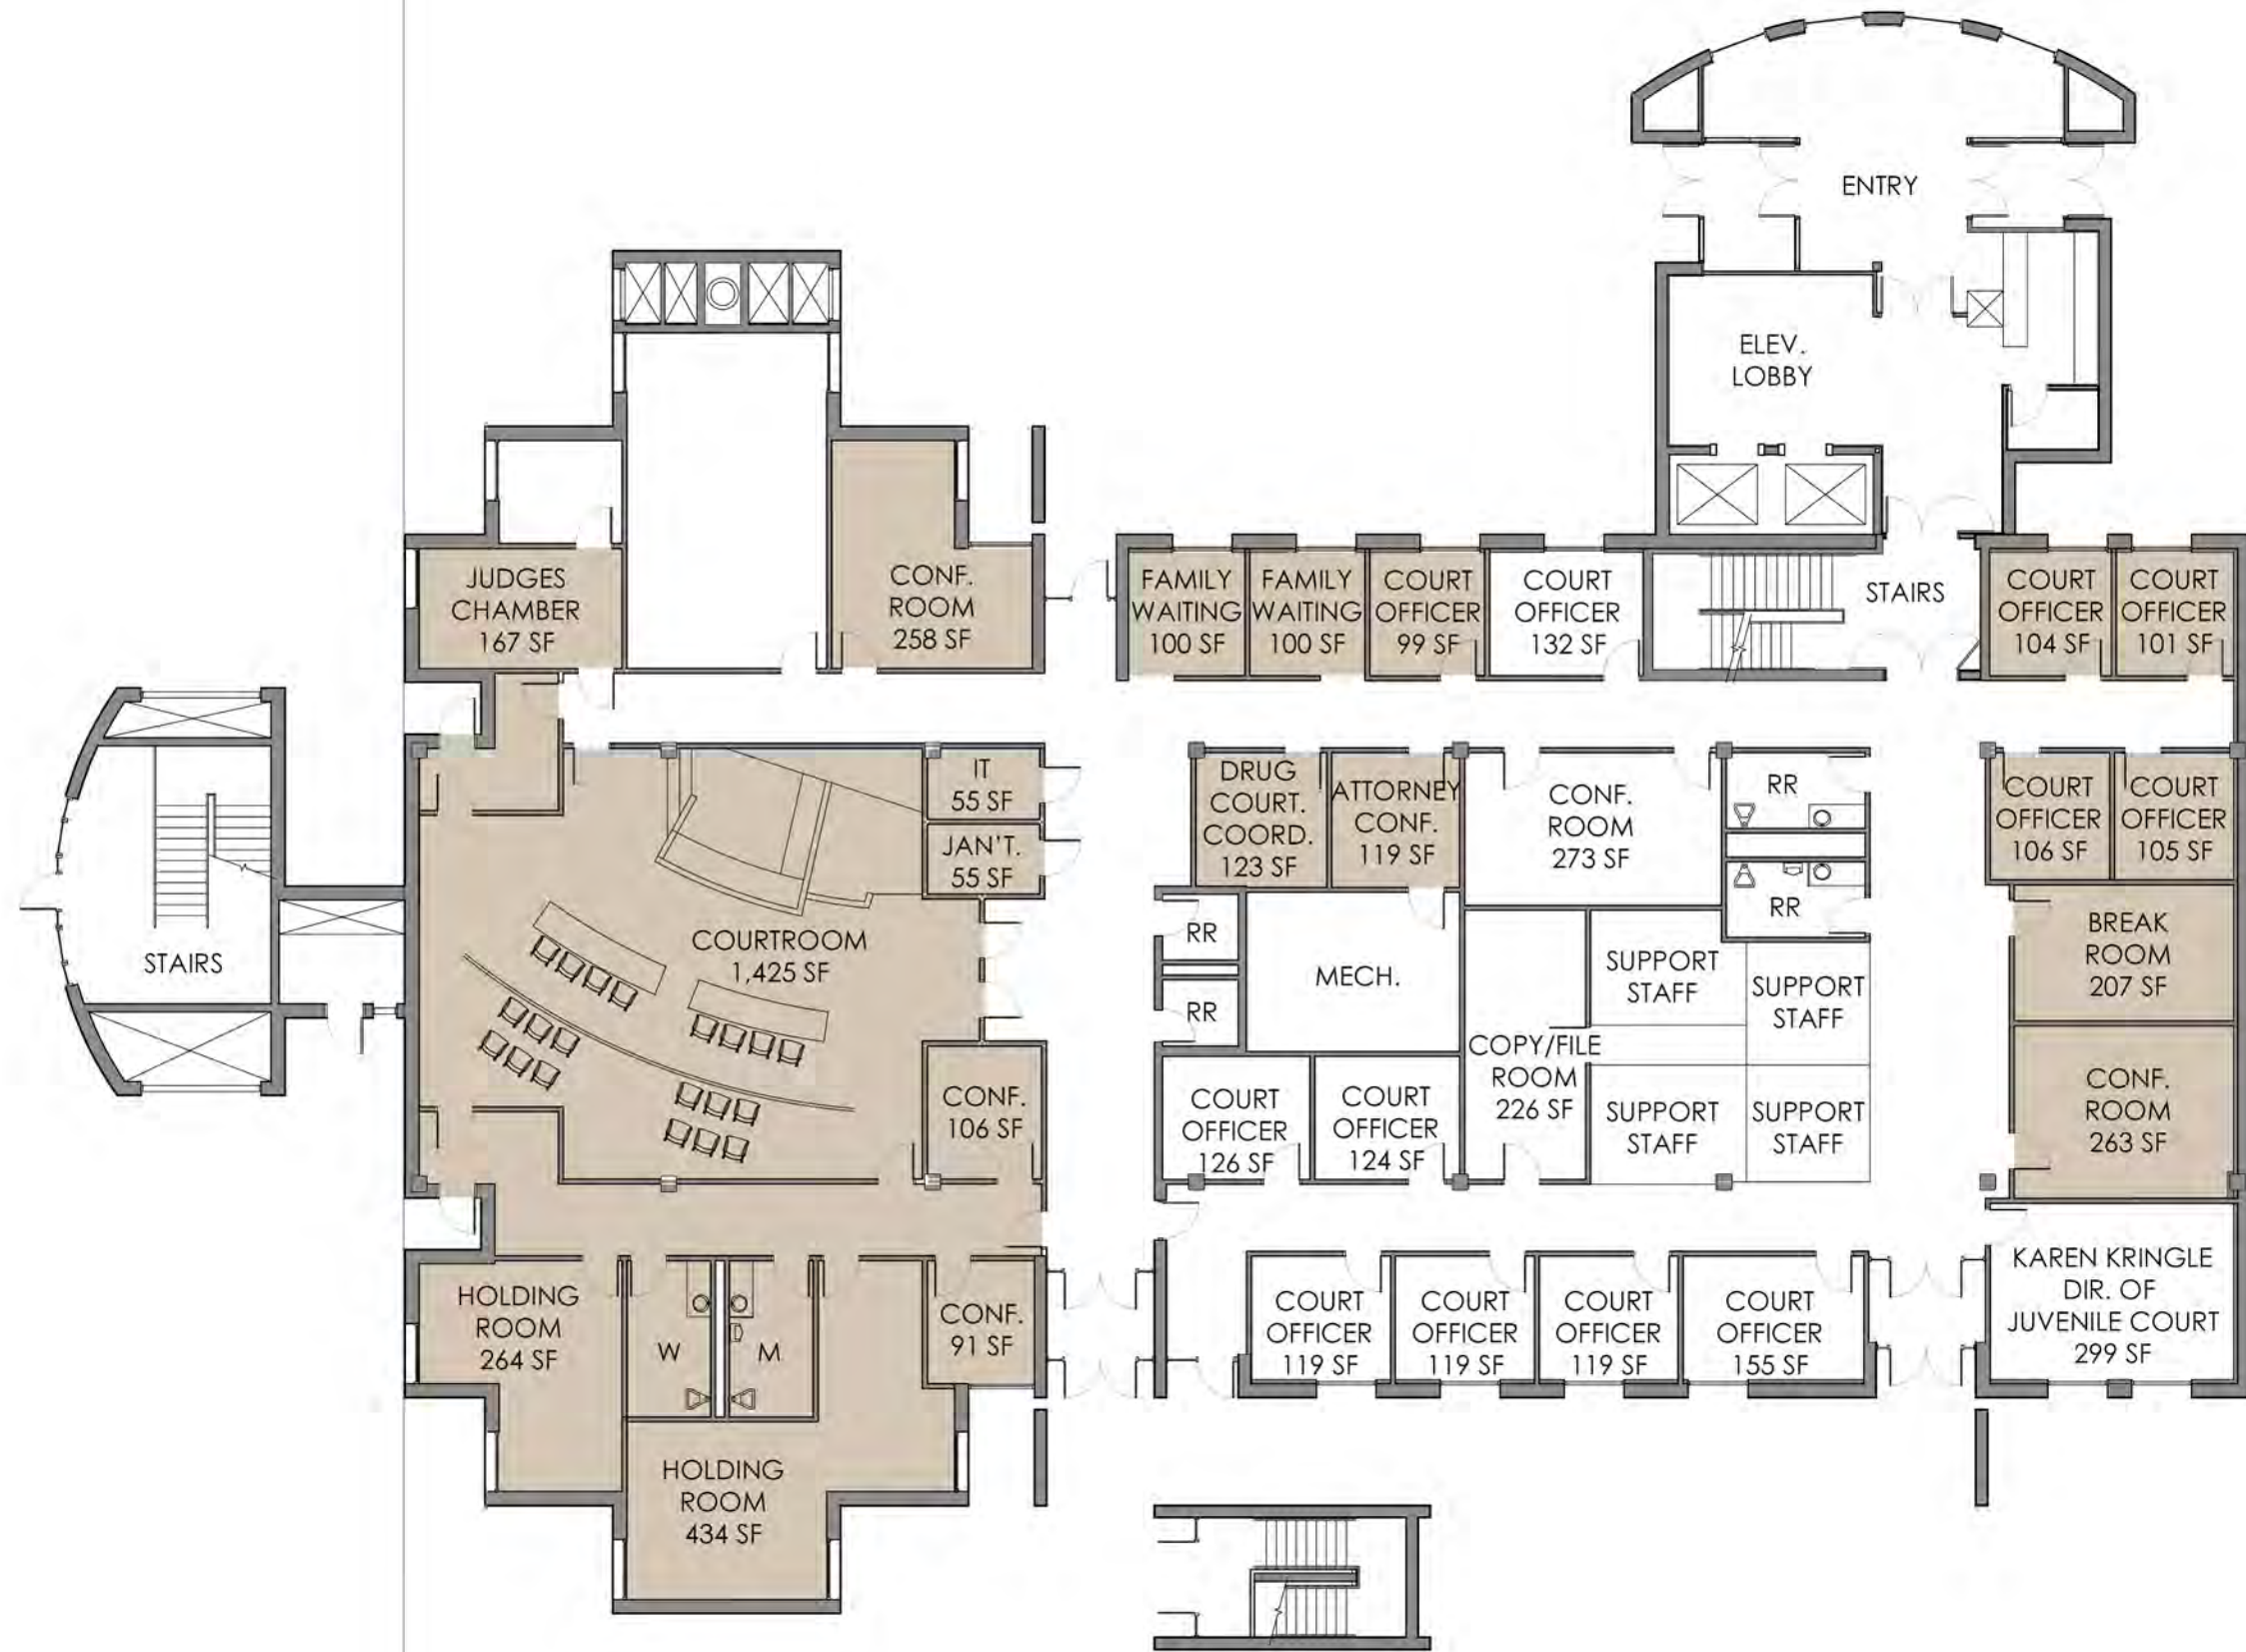 ENTRY
ELEV.
LOBBY
JUDGES
CHAMBER
167 SF
CONF.
ROOM
258 SF
FAMILY
WAITING
100 SF
FAMILY
WAITING
100 SF
COURT
OFFICER
99 SF
COURT
OFFICER
132 SF
STAIRS
COURT
OFFICER
104 SF
COURT
OFFICER
101 SF
IT
55 SF
JAN'T.
55 SF
DRUG
COURT.
COORD.
123 SF
ATTORNEY
CONF.
119 SF
CONF.
ROOM
273 SF
RR
RR
COURT
OFFICER
106 SF
COURT
OFFICER
105 SF
STAIRS
COURTROOM
1,425 SF
RR
RR
MECH.
SUPPORT
STAFF
SUPPORT
STAFF
BREAK
ROOM
207 SF
CONF.
106 SF
COURT
OFFICER
126 SF
COURT
OFFICER
124 SF
COPY/FILE
ROOM
226 SF
SUPPORT
STAFF
SUPPORT
STAFF
CONF.
ROOM
263 SF
HOLDING
ROOM
264 SF
W
M
CONF.
91 SF
COURT
OFFICER
119 SF
COURT
OFFICER
119 SF
COURT
OFFICER
119 SF
COURT
OFFICER
155 SF
KAREN KRINGLE
DIR. OF
JUVENILE COURT
299 SF
HOLDING
ROOM
434 SF